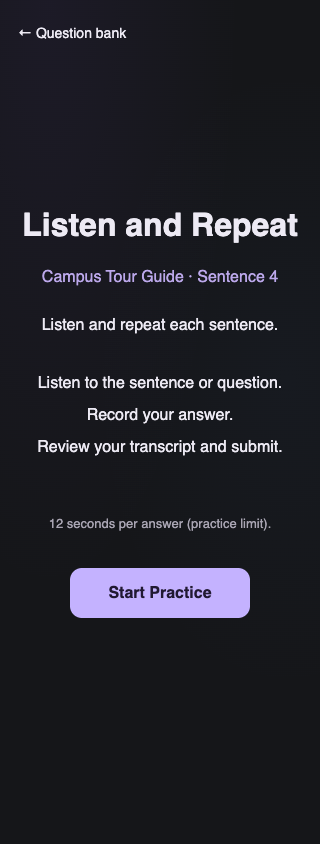 ← Question bank
Listen and Repeat
Campus Tour Guide · Sentence 4
Listen and repeat each sentence.
Listen to the sentence or question.
Record your answer.
Review your transcript and submit.
12 seconds per answer (practice limit).
Start Practice